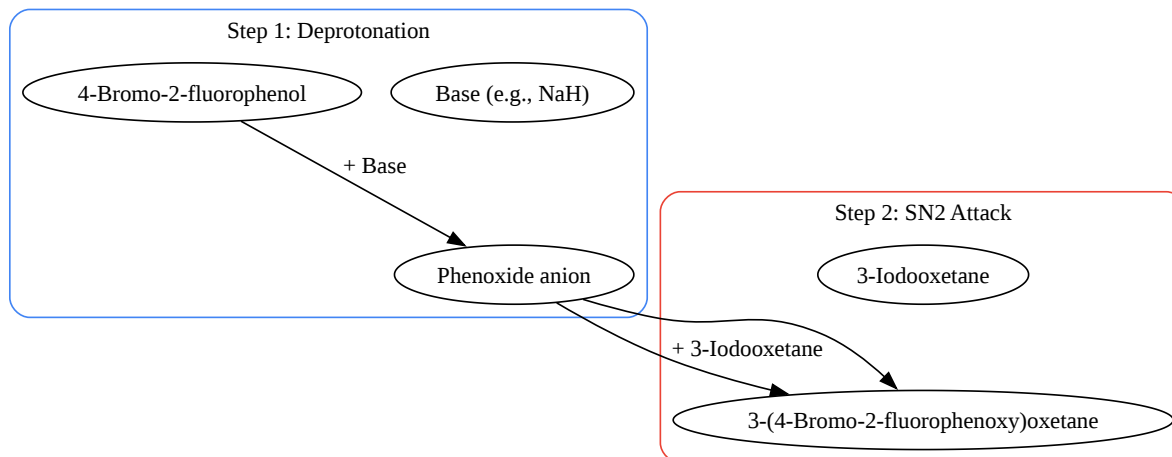 Step 1: Deprotonation
4-Bromo-2-fluorophenol
Base (e.g., NaH)
+ Base
Phenoxide anion
Step 2: SN2 Attack
3-Iodooxetane
+ 3-Iodooxetane
3-(4-Bromo-2-fluorophenoxy)oxetane